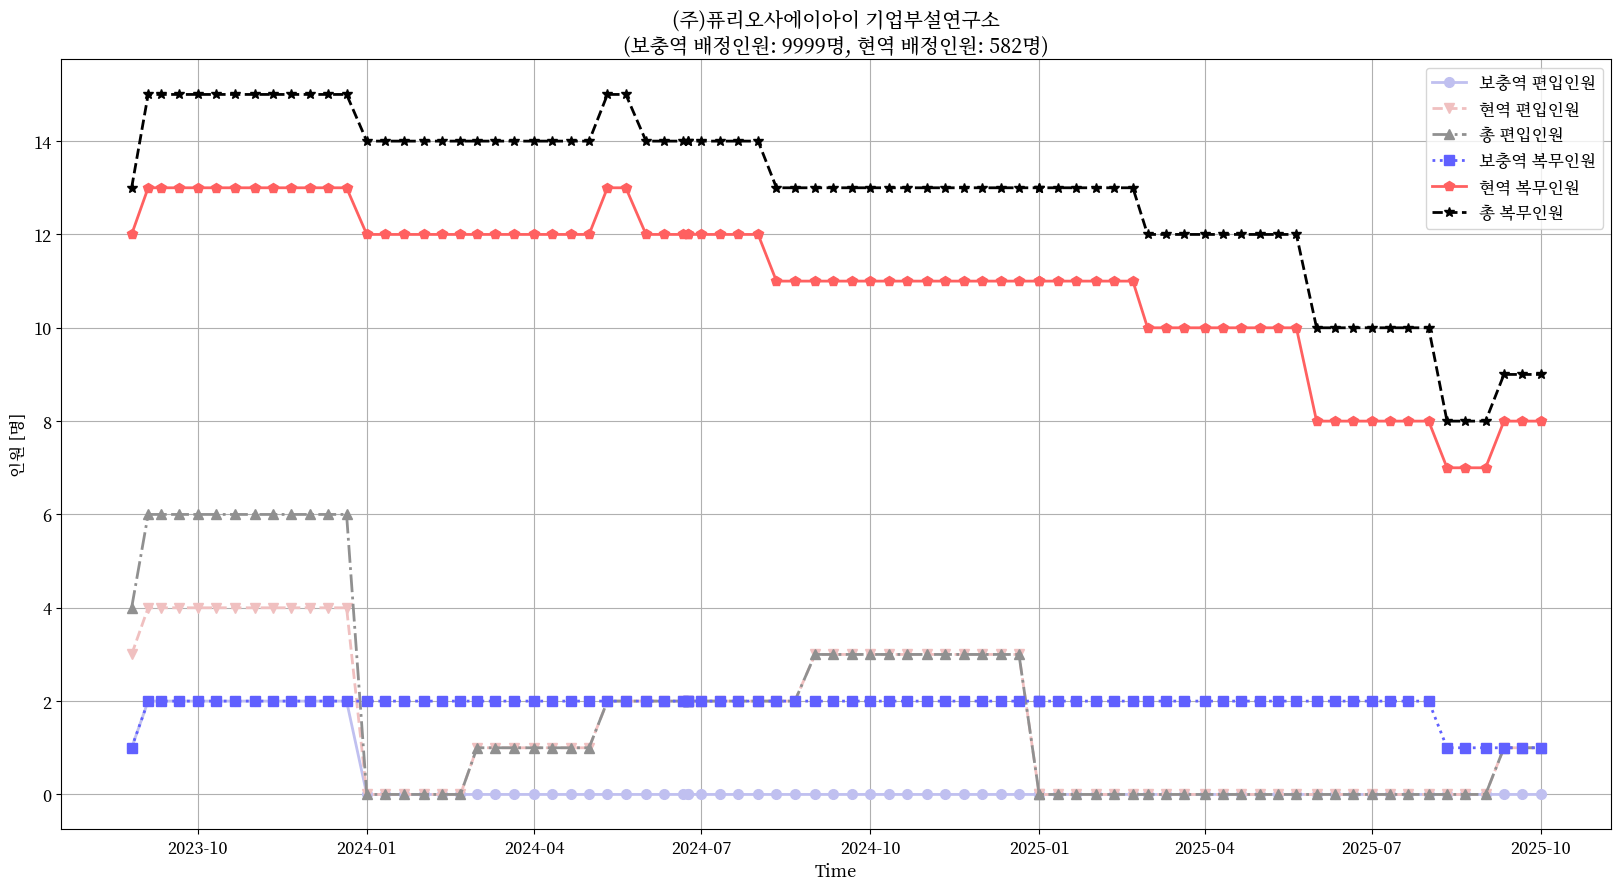 (주)퓨리오사에이아이 기업부설연구소
(보충역 배정인원: 9999명, 현역 배정인원: 582명)
보충역 편입인원
현역 편입인원
총 편입인원
보충역 복무인원
현역 복무인원
총 복무인원
인원 [명]
14
12
10
8
6
4
2
0
2023-10
2024-01
2024-04
2024-07
2024-10
2025-01
2025-04
2025-07
2025-10
Time